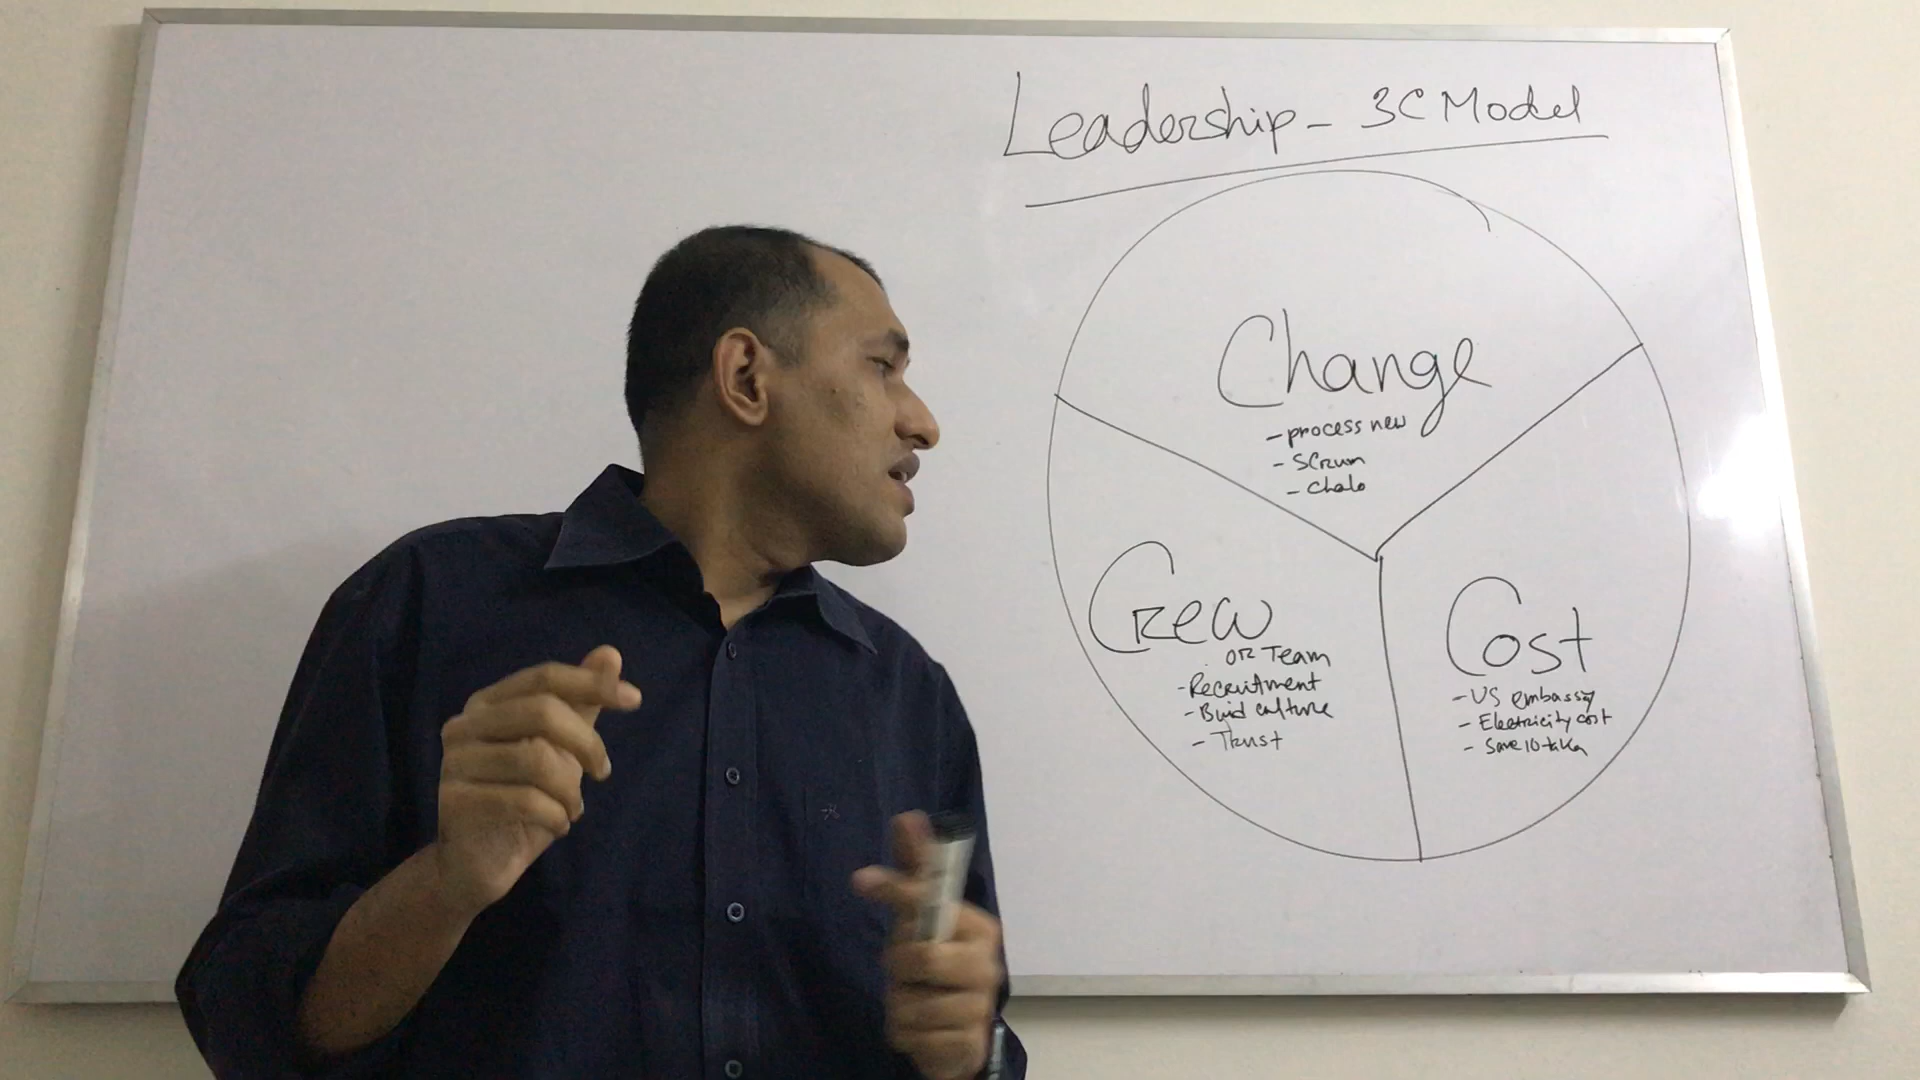 Leadership - 3C Model
Change
- process new
- Scrum
- Chalo
Crew
or Team
- Recruitment
- Buid culture
- Trust
Cost
- US embassy
- Electricity cost
- Save 10 taka